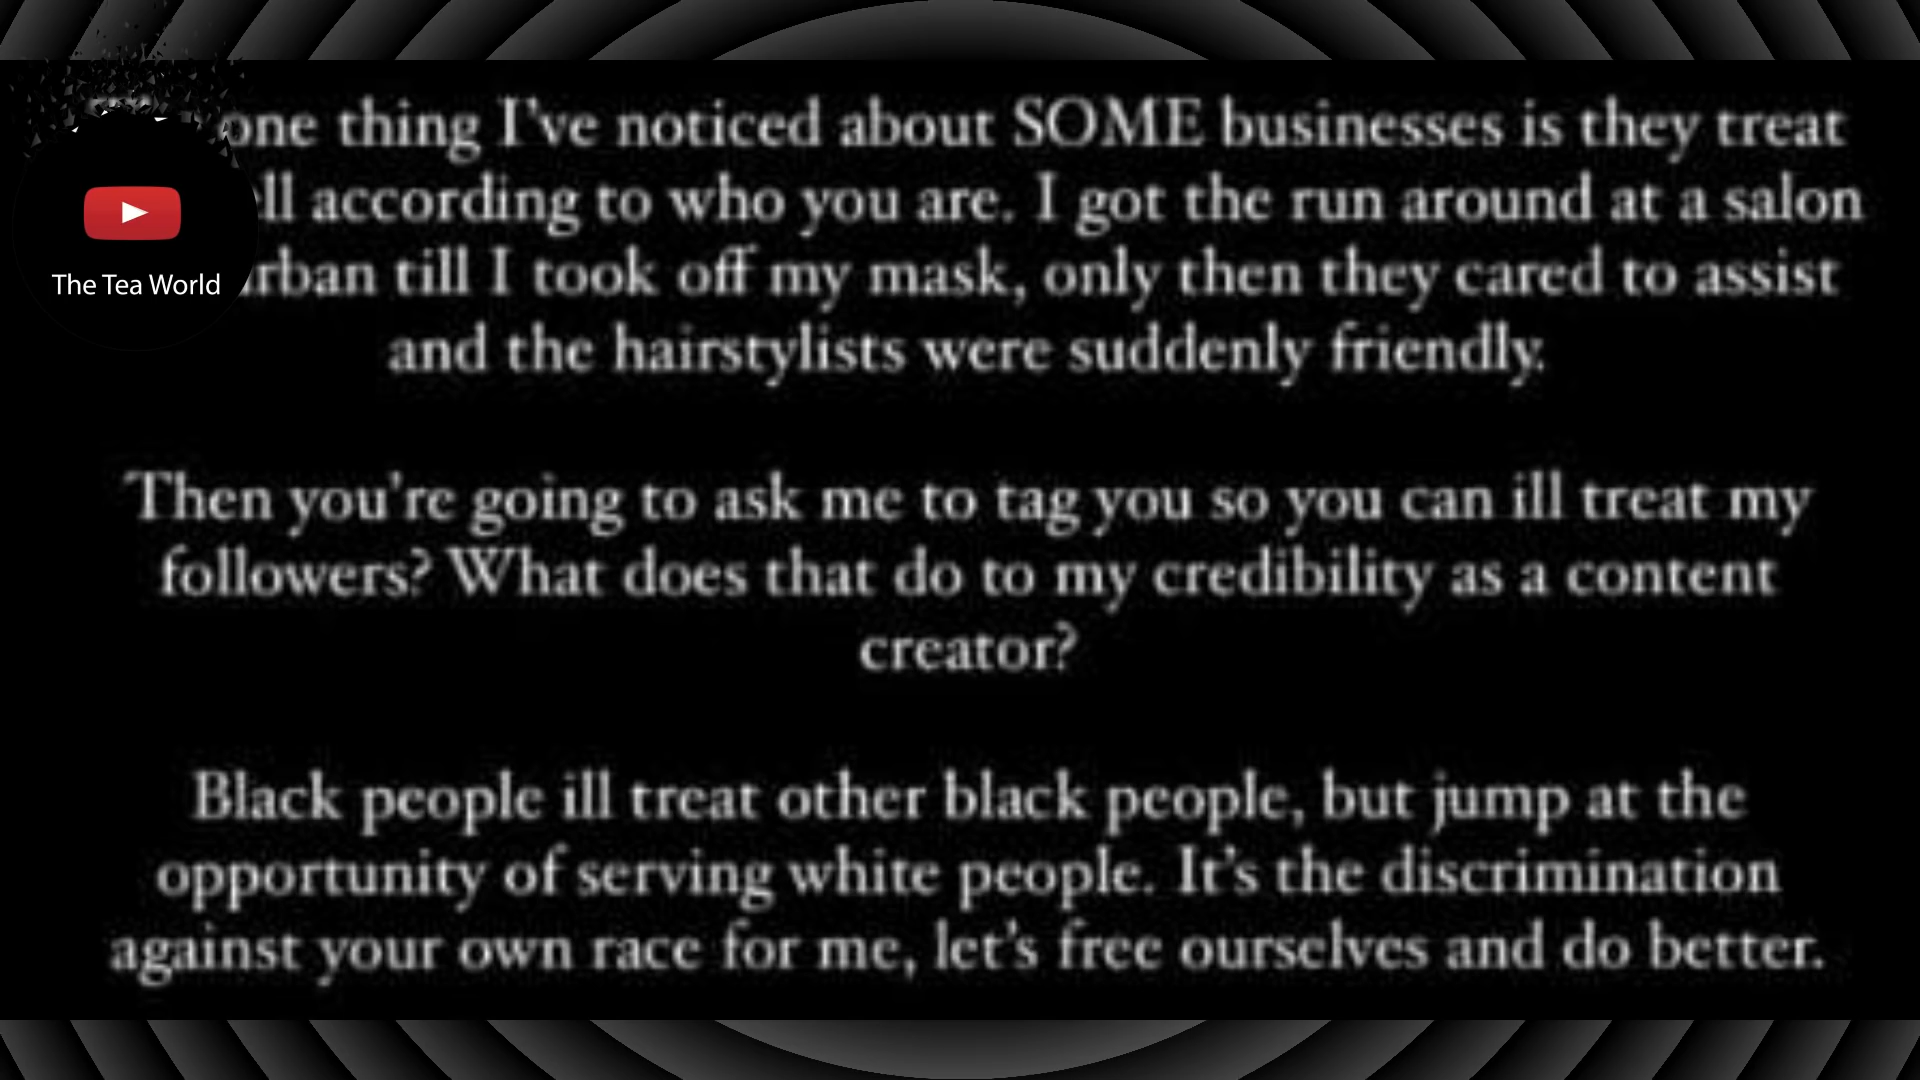 one thing I've noticed about SOME businesses is they treat
according to who you are. I got the run around at a salon
till I took off my mask, only then they cared to assist
and the hairstylists were suddenly friendly.
Then you're going to ask me to tag you so you can ill treat my
followers? What does that do to my credibility as a content
creator?
Black people ill treat other black people, but jump at the
opportunity of serving white people. It's the discrimination
against your own race for me, let's free ourselves and do better.
The Tea World